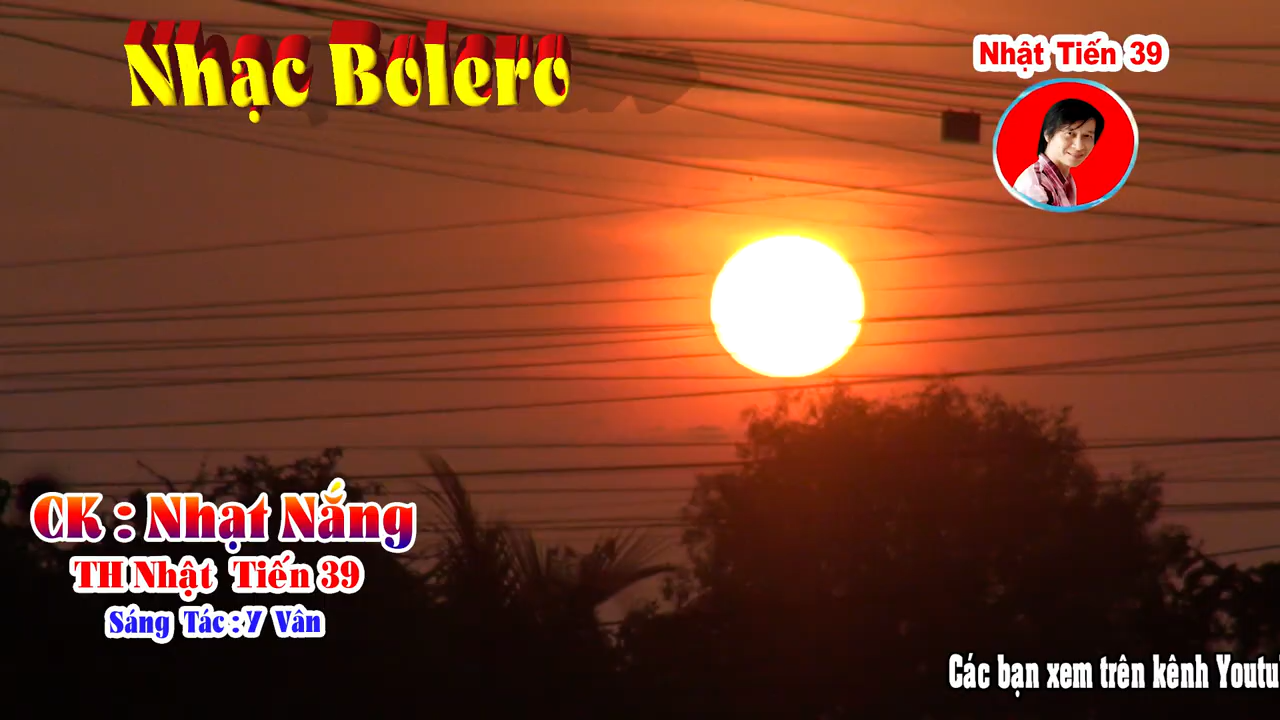 Nhạc Bolero
Nhật Tiến 39
CK : Nhạt Nắng
TH Nhật Tiến 39
Sáng Tác : Y Vân
Các bạn xem trên kênh Youtu